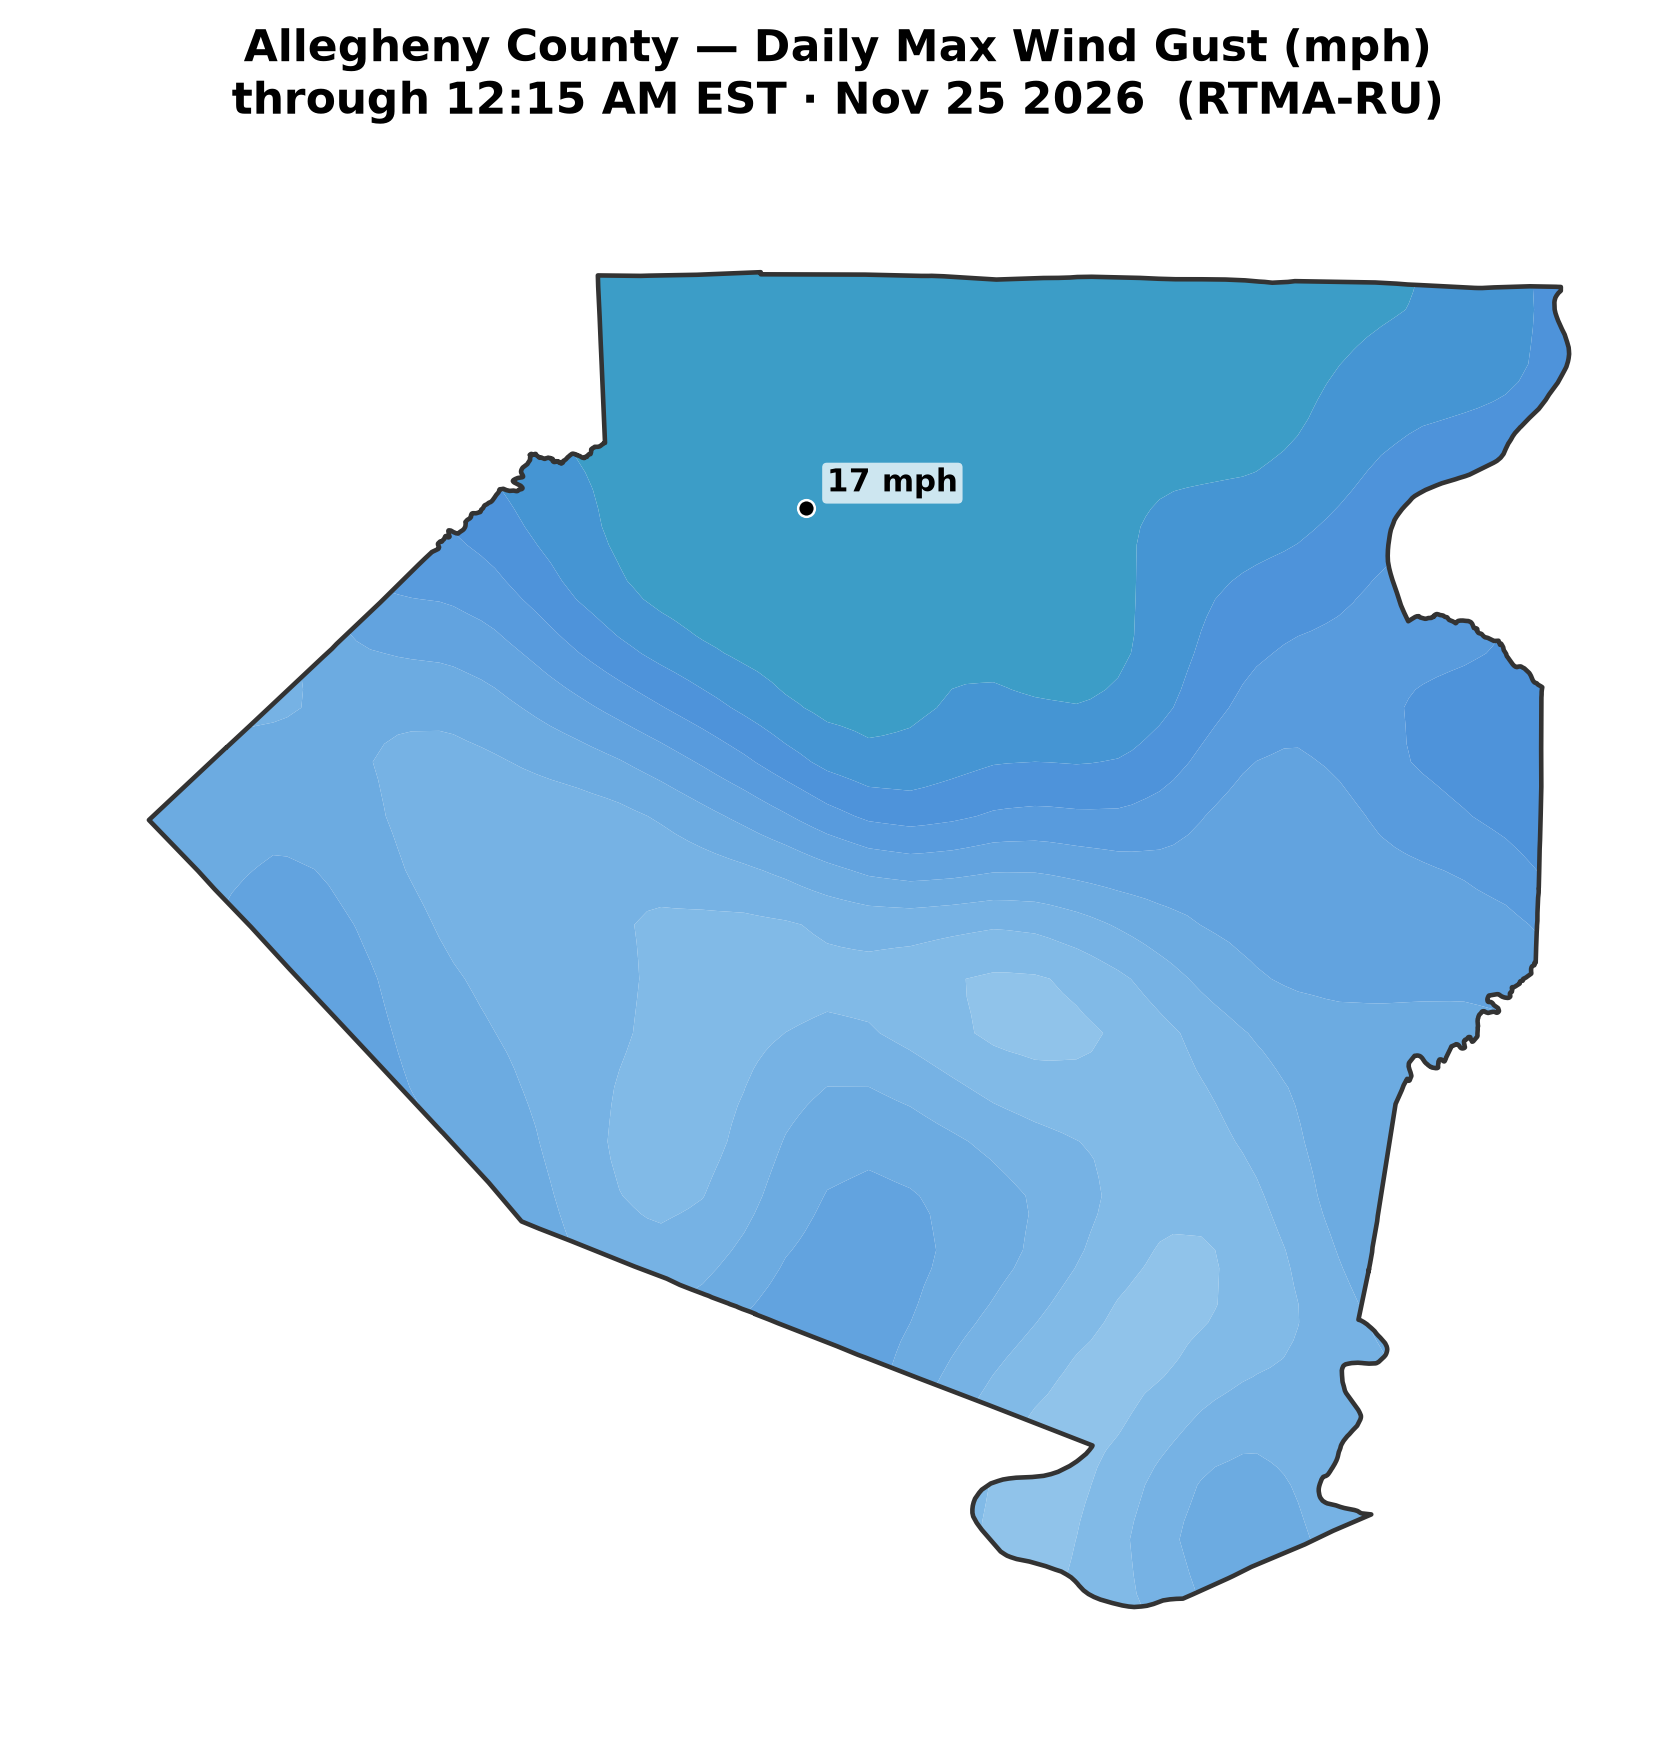 Allegheny County — Daily Max Wind Gust (mph)
through 12:15 AM EST · Nov 25 2026 (RTMA-RU)
17 mph